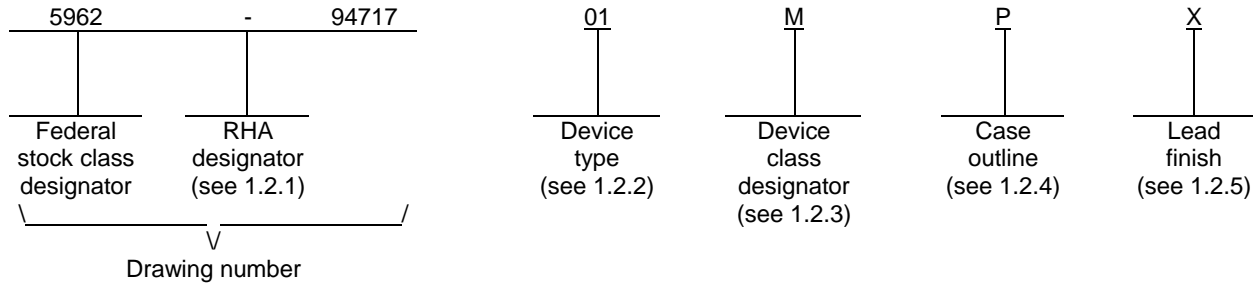 5962 - 94717 01 M P X
Federal stock class designator
RHA designator (see 1.2.1)
Device type (see 1.2.2)
Device class designator (see 1.2.3)
Case outline (see 1.2.4)
Lead finish (see 1.2.5)
Drawing number